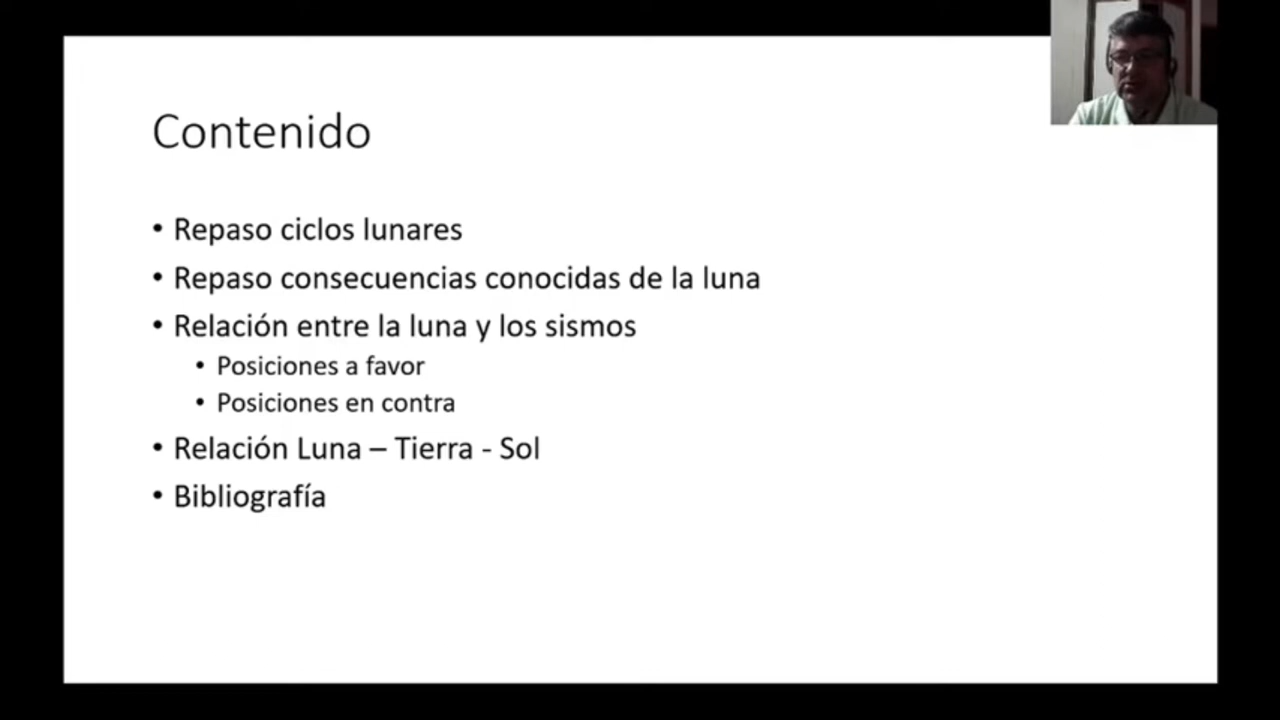 Contenido
• Repaso ciclos lunares
• Repaso consecuencias conocidas de la luna
• Relación entre la luna y los sismos
• Posiciones a favor
• Posiciones en contra
• Relación Luna – Tierra - Sol
• Bibliografía